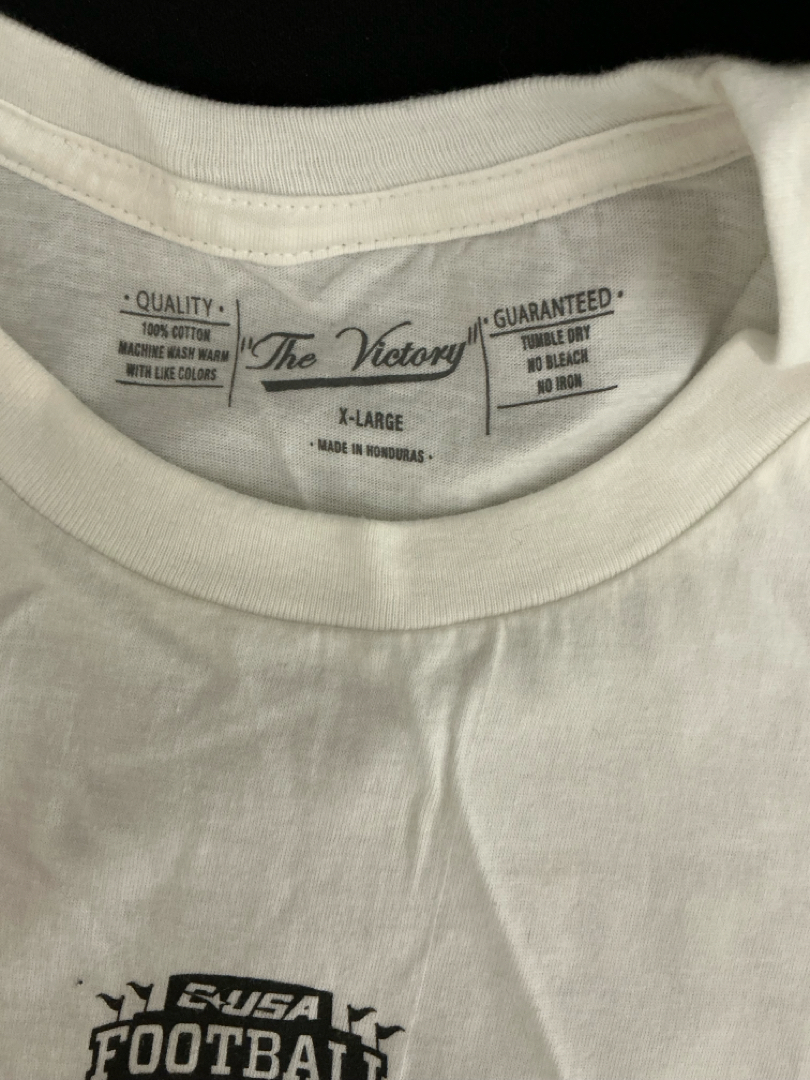 • QUALITY •
100% COTTON
MACHINE WASH WARM
WITH LIKE COLORS
"The Victory"
X-LARGE
• MADE IN HONDURAS •
• GUARANTEED •
TUMBLE DRY
NO BLEACH
NO IRON
C-USA
FOOTBALL